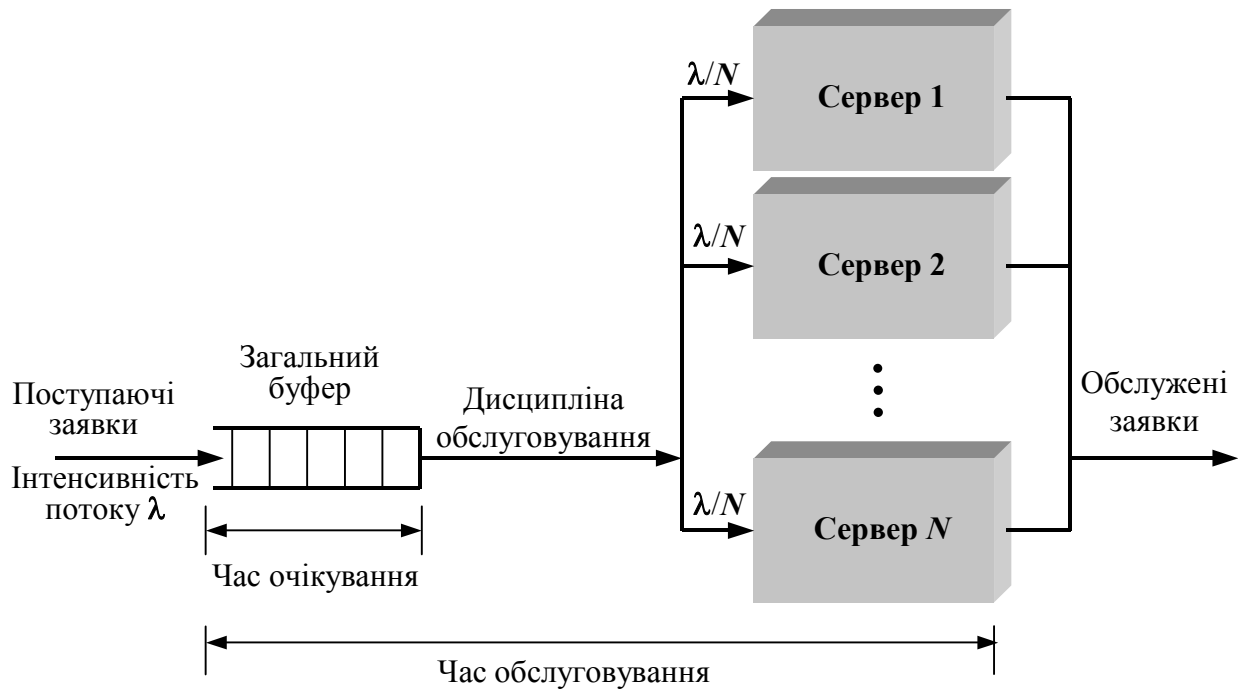 λ/N
Сервер 1
λ/N
Сервер 2
Загальний
буфер
Поступаючі
заявки
Дисципліна
обслуговування
Обслужені
заявки
Інтенсивність
потоку λ
λ/N
Сервер N
Час очікування
Час обслуговування